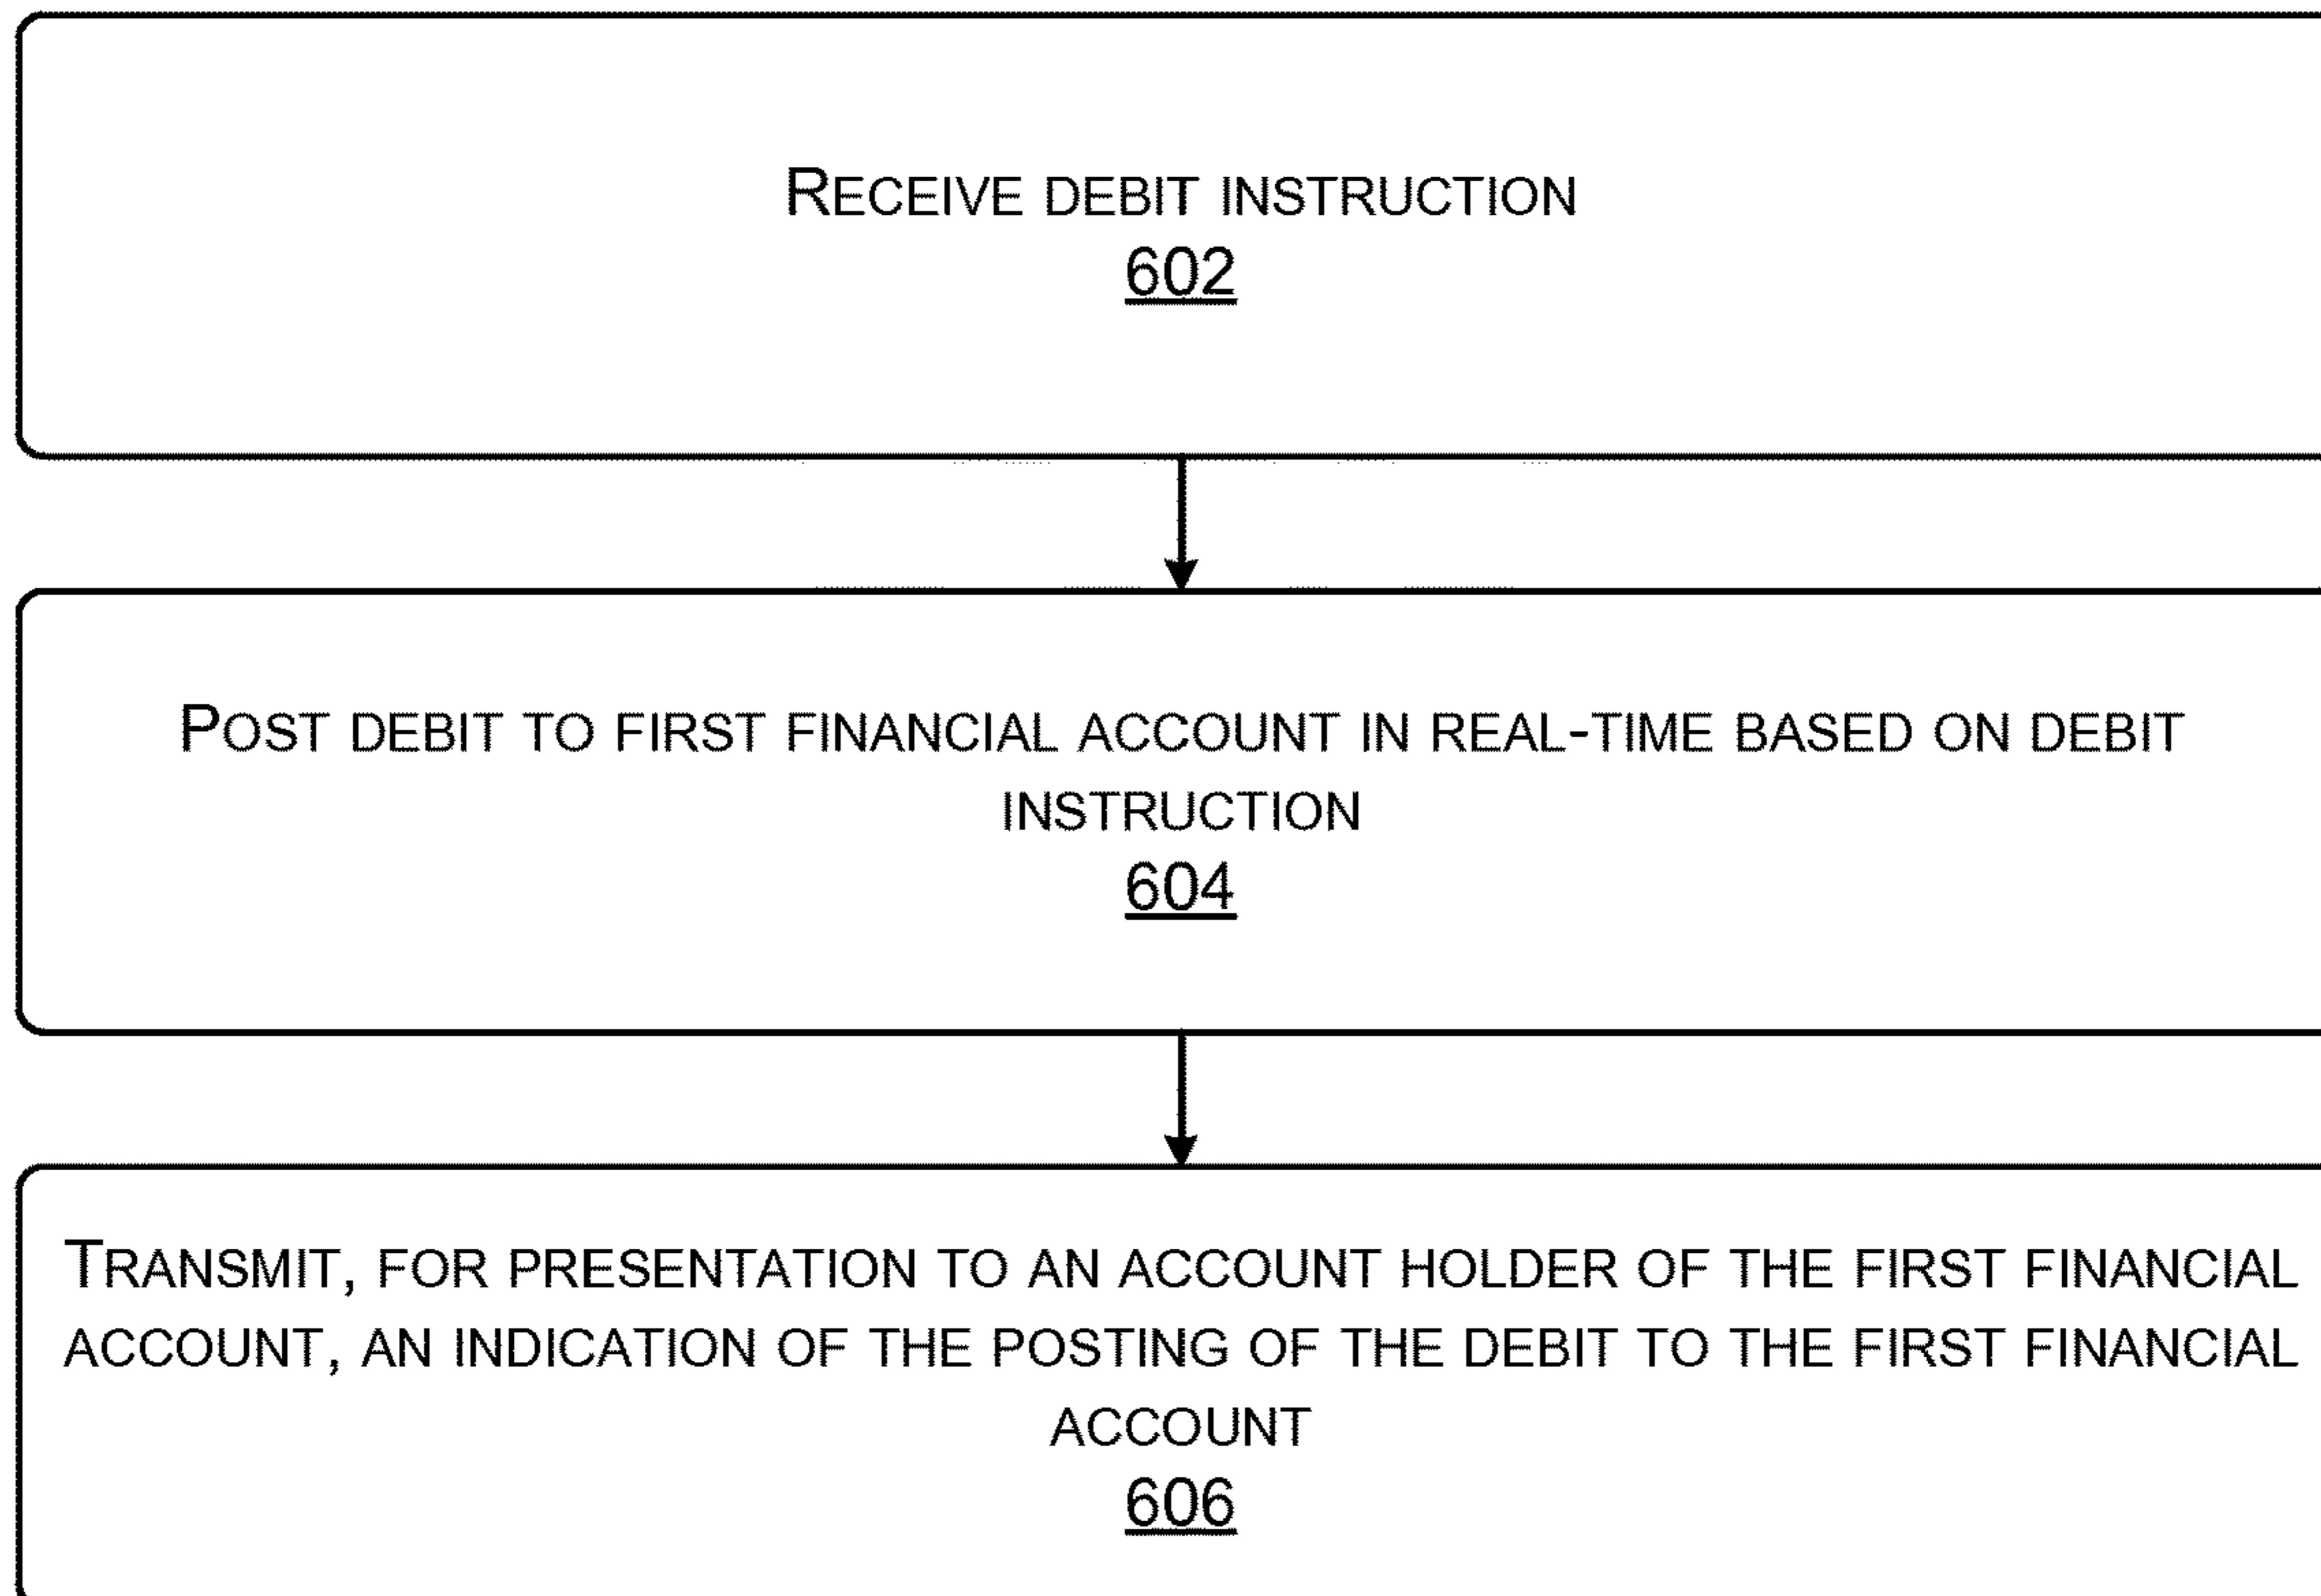 RECEIVE DEBIT INSTRUCTION
602
POST DEBIT TO FIRST FINANCIAL ACCOUNT IN REAL-TIME BASED ON DEBIT
INSTRUCTION
604
TRANSMIT, FOR PRESENTATION TO AN ACCOUNT HOLDER OF THE FIRST FINANCIAL
ACCOUNT, AN INDICATION OF THE POSTING OF THE DEBIT TO THE FIRST FINANCIAL
ACCOUNT
606